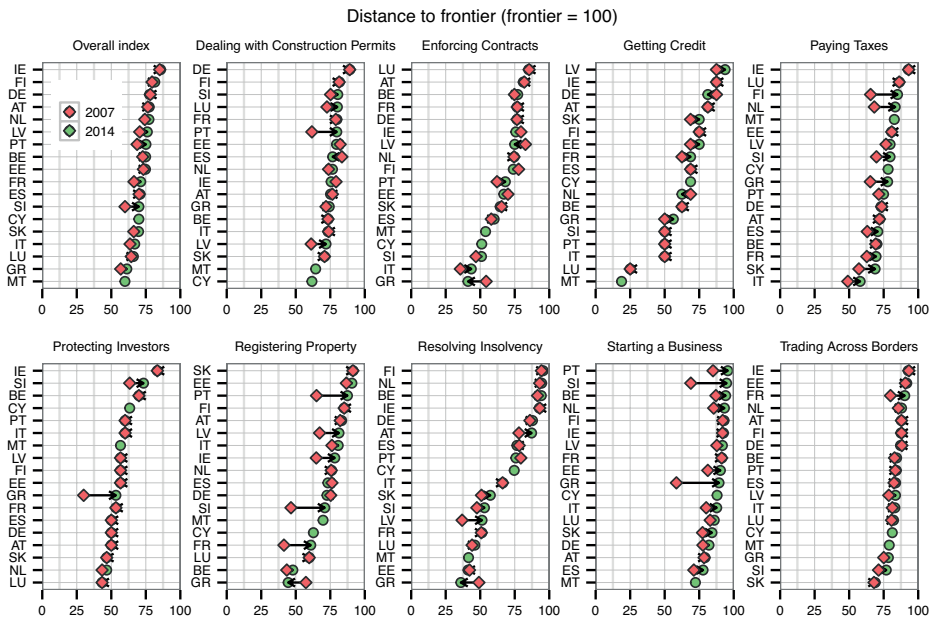 Distance to frontier (frontier = 100)
Overall index
IE
FI
DE
AT
NL
LV
PT
BE
EE
FR
ES
SI
CY
SK
IT
LU
GR
MT
2007
2014
0 25 50 75 100
Dealing with Construction Permits
DE
FI
SI
LU
FR
PT
EE
ES
NL
IE
AT
GR
BE
IT
LV
SK
MT
CY
0 25 50 75 100
Enforcing Contracts
LU
AT
BE
FR
DE
IE
LV
NL
FI
PT
EE
SK
ES
MT
CY
SI
IT
GR
0 25 50 75 100
Getting Credit
LV
IE
DE
AT
SK
FI
EE
FR
ES
CY
NL
BE
GR
SI
PT
IT
LU
MT
0 25 50 75 100
Paying Taxes
IE
LU
FI
NL
MT
EE
LV
SI
CY
GR
PT
DE
AT
ES
BE
FR
SK
IT
0 25 50 75 100
Protecting Investors
IE
SI
BE
CY
PT
IT
MT
LV
FI
EE
GR
FR
ES
DE
AT
SK
NL
LU
0 25 50 75 100
Registering Property
SK
EE
PT
FI
AT
LV
IT
IE
NL
ES
DE
SI
MT
CY
FR
LU
BE
GR
0 25 50 75 100
Resolving Insolvency
FI
NL
BE
IE
DE
AT
ES
PT
CY
IT
SK
SI
LV
FR
LU
MT
EE
GR
0 25 50 75 100
Starting a Business
PT
SI
BE
NL
FI
IE
LV
FR
EE
GR
CY
IT
LU
SK
DE
AT
ES
MT
0 25 50 75 100
Trading Across Borders
IE
EE
FR
NL
AT
FI
DE
BE
PT
ES
LV
IT
LU
CY
MT
GR
SI
SK
0 25 50 75 100